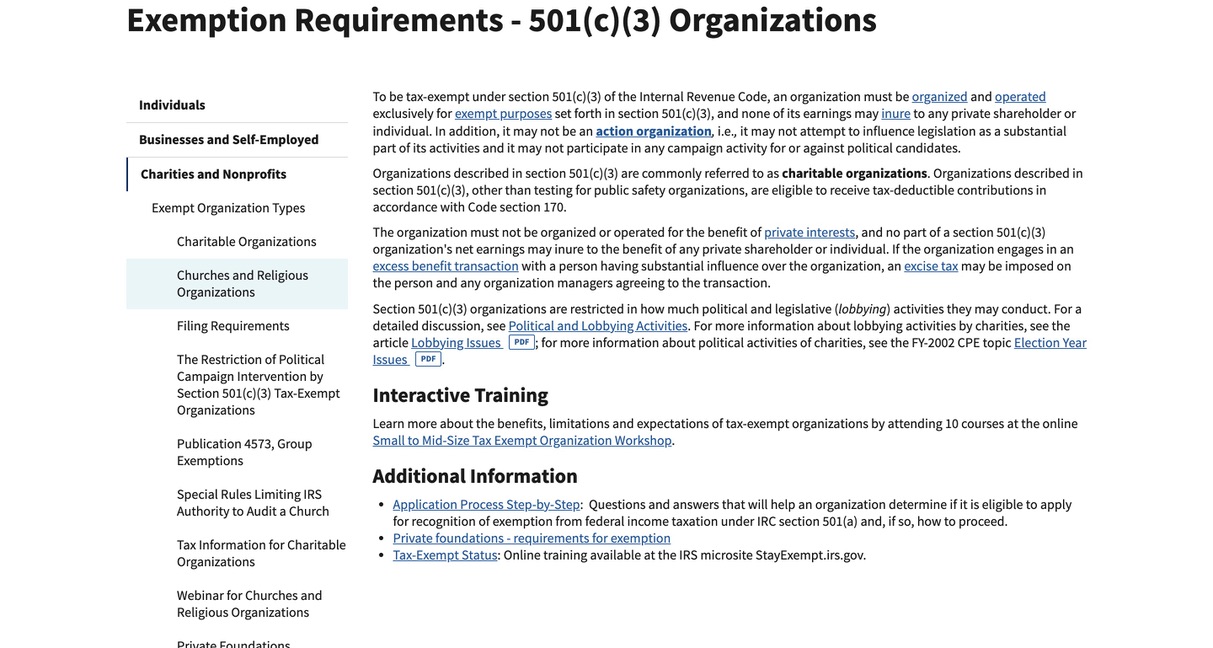 Exemption Requirements - 501(c)(3) Organizations
Individuals
Businesses and Self-Employed
Charities and Nonprofits
Exempt Organization Types
Charitable Organizations
Churches and Religious
Organizations
Filing Requirements
The Restriction of Political
Campaign Intervention by
Section 501(c)(3) Tax-Exempt
Organizations
Publication 4573, Group
Exemptions
Special Rules Limiting IRS
Authority to Audit a Church
Tax Information for Charitable
Organizations
Webinar for Churches and
Religious Organizations
Private Foundations
To be tax-exempt under section 501(c)(3) of the Internal Revenue Code, an organization must be organized and operated
exclusively for exempt purposes set forth in section 501(c)(3), and none of its earnings may inure to any private shareholder or
individual. In addition, it may not be an action organization, i.e., it may not attempt to influence legislation as a substantial
part of its activities and it may not participate in any campaign activity for or against political candidates.
Organizations described in section 501(c)(3) are commonly referred to as charitable organizations. Organizations described in
section 501(c)(3), other than testing for public safety organizations, are eligible to receive tax-deductible contributions in
accordance with Code section 170.
The organization must not be organized or operated for the benefit of private interests, and no part of a section 501(c)(3)
organization's net earnings may inure to the benefit of any private shareholder or individual. If the organization engages in an
excess benefit transaction with a person having substantial influence over the organization, an excise tax may be imposed on
the person and any organization managers agreeing to the transaction.
Section 501(c)(3) organizations are restricted in how much political and legislative (lobbying) activities they may conduct. For a
detailed discussion, see Political and Lobbying Activities. For more information about lobbying activities by charities, see the
article Lobbying Issues PDF; for more information about political activities of charities, see the FY-2002 CPE topic Election Year
Issues PDF.
Interactive Training
Learn more about the benefits, limitations and expectations of tax-exempt organizations by attending 10 courses at the online
Small to Mid-Size Tax Exempt Organization Workshop.
Additional Information
• Application Process Step-by-Step: Questions and answers that will help an organization determine if it is eligible to apply
for recognition of exemption from federal income taxation under IRC section 501(a) and, if so, how to proceed.
• Private foundations - requirements for exemption
• Tax-Exempt Status: Online training available at the IRS microsite StayExempt.irs.gov.